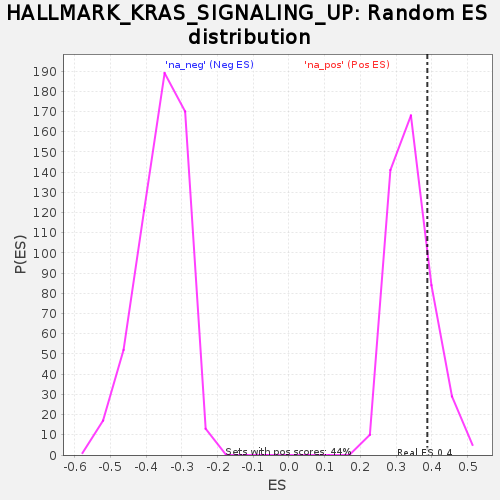 HALLMARK_KRAS_SIGNALING_UP: Random ES
distribution
'na_neg' (Neg ES)
'na_pos' (Pos ES)
190
180
170
160
150
140
130
120
110
100
90
80
70
60
50
40
30
20
10
0
P(ES)
Sets with pos scores: 44%
Real ES 0.4
-0.6 -0.5 -0.4 -0.3 -0.2 -0.1 0.0 0.1 0.2 0.3 0.4 0.5
ES